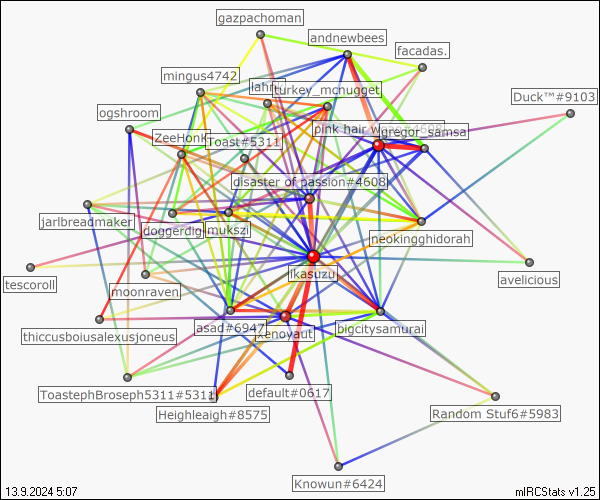 gazpachoman
andnewbees
facadas.
mingus4742
turkey_mcnugget
Duck™#9103
ogshroom
pink hair
gregor_samsa
ZeeHonk
Toast#5311
disaster of passion#4608
jarlbreadmaker
doggerdig
mukszi
neokingghidorah
ikasuzu
tescoroll
moonraven
avelicious
thiccusboiusalexusjoneus
asad#6947
xenoyaut
bigcitysamurai
ToastephBroseph5311#5311
default#0617
Heighleigh#8575
Random Stuf6#5983
Knowun#6424
13.9.2024 5:07
mIRCStats v1.25